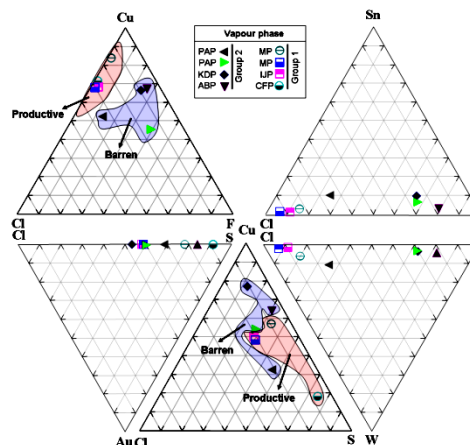 Cu
Sn
Vapour phase
PAP
PAP
KDP
ABP
Group 2
MP
MP
IJP
CFP
Group 1
Productive
Barren
Cl
F
Cl
Cl
S
Cu
Cl
Barren
Productive
Au
Cl
S
W